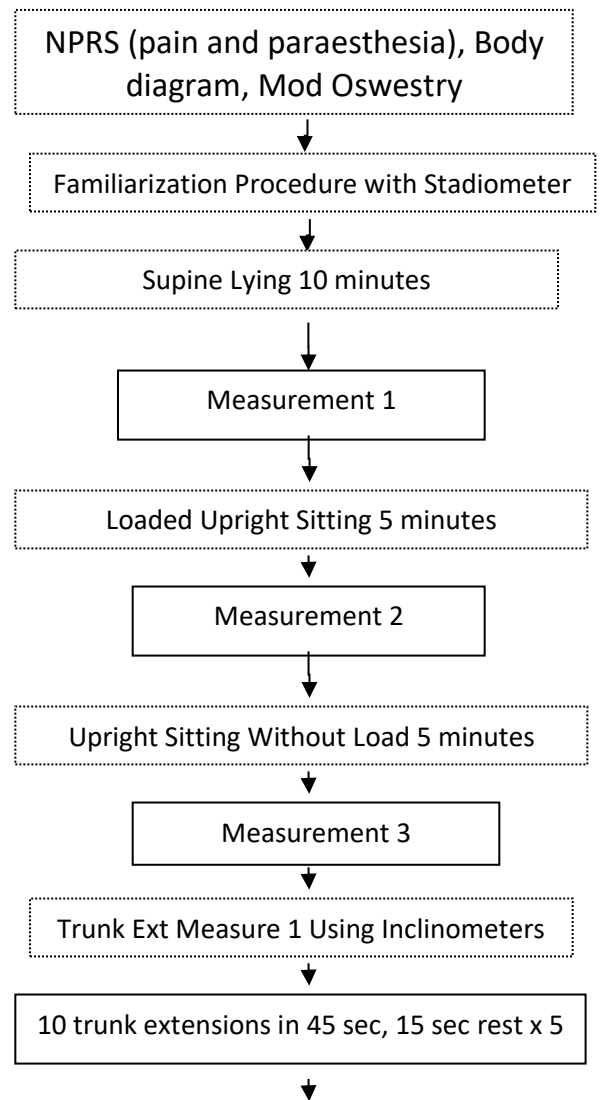 NPRS (pain and paraesthesia), Body
diagram, Mod Oswestry
Familiarization Procedure with Stadiometer
Supine Lying 10 minutes
Measurement 1
Loaded Upright Sitting 5 minutes
Measurement 2
Upright Sitting Without Load 5 minutes
Measurement 3
Trunk Ext Measure 1 Using Inclinometers
10 trunk extensions in 45 sec, 15 sec rest x 5